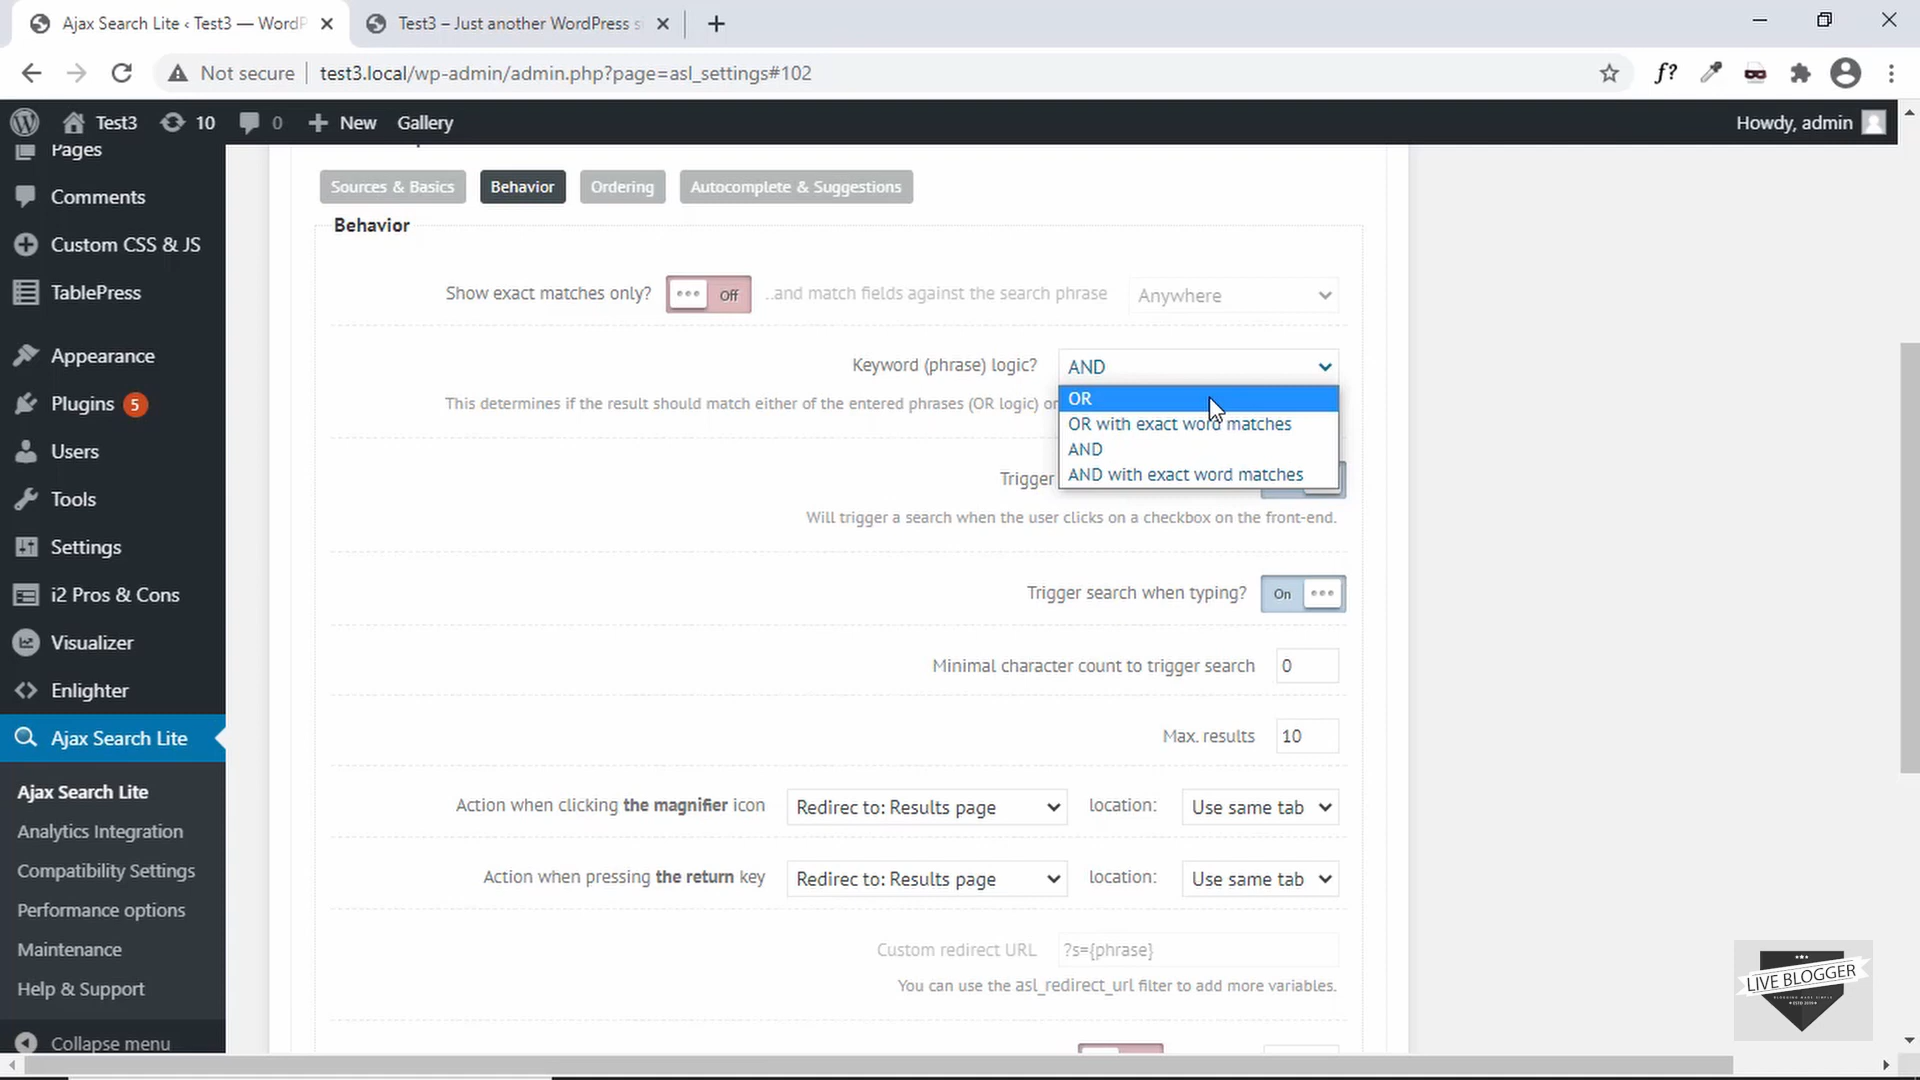 Ajax Search Lite ‹ Test3 — WordP
Test3 – Just another WordPress s
Not secure
test3.local/wp-admin/admin.php?page=asl_settings#102
f?
Test3
10
0
New
Gallery
Howdy, admin
Pages
Comments
Custom CSS & JS
TablePress
Appearance
Plugins 5
Users
Tools
Settings
i2 Pros & Cons
Visualizer
Enlighter
Ajax Search Lite
Ajax Search Lite
Analytics Integration
Compatibility Settings
Performance options
Maintenance
Help & Support
Collapse menu
Sources & Basics
Behavior
Ordering
Autocomplete & Suggestions
Behavior
Show exact matches only?
Off
..and match fields against the search phrase
Anywhere
Keyword (phrase) logic?
AND
OR
OR with exact word matches
AND
AND with exact word matches
This determines if the result should match either of the entered phrases (OR logic) or
Trigger
Will trigger a search when the user clicks on a checkbox on the front-end.
Trigger search when typing?
On
Minimal character count to trigger search
0
Max. results
10
Action when clicking the magnifier icon
Redirec to: Results page
location:
Use same tab
Action when pressing the return key
Redirec to: Results page
location:
Use same tab
Custom redirect URL
?s={phrase}
You can use the asl_redirect_url filter to add more variables.
LIVE BLOGGER